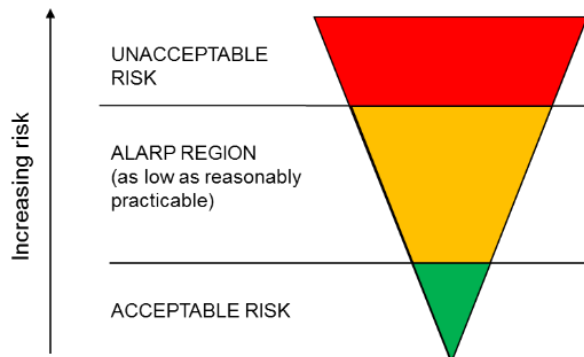 Increasing risk
UNACCEPTABLE
RISK
ALARP REGION
(as low as reasonably
practicable)
ACCEPTABLE RISK